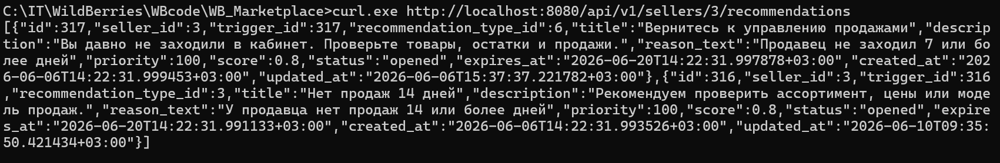 C:\IT\WildBerries\WBcode\WB_Marketplace>curl.exe http://localhost:8080/api/v1/sellers/3/recommendations
[{"id":317,"seller_id":3,"trigger_id":317,"recommendation_type_id":6,"title":"Вернитесь к управлению продажами","descrip
tion":"Вы давно не заходили в кабинет. Проверьте товары, остатки и продажи.","reason_text":"Продавец не заходил 7 или бо
лее дней","priority":100,"score":0.8,"status":"opened","expires_at":"2026-06-20T14:22:31.997878+03:00","created_at":"202
6-06-06T14:22:31.999453+03:00","updated_at":"2026-06-06T15:37:37.221782+03:00"},{"id":316,"seller_id":3,"trigger_id":316
,"recommendation_type_id":3,"title":"Нет продаж 14 дней","description":"Рекомендуем проверить ассортимент, цены или моде
ль продаж.","reason_text":"У продавца нет продаж 14 или более дней","priority":100,"score":0.8,"status":"opened","expire
s_at":"2026-06-20T14:22:31.991133+03:00","created_at":"2026-06-06T14:22:31.993526+03:00","updated_at":"2026-06-10T09:35:
50.421434+03:00"}]